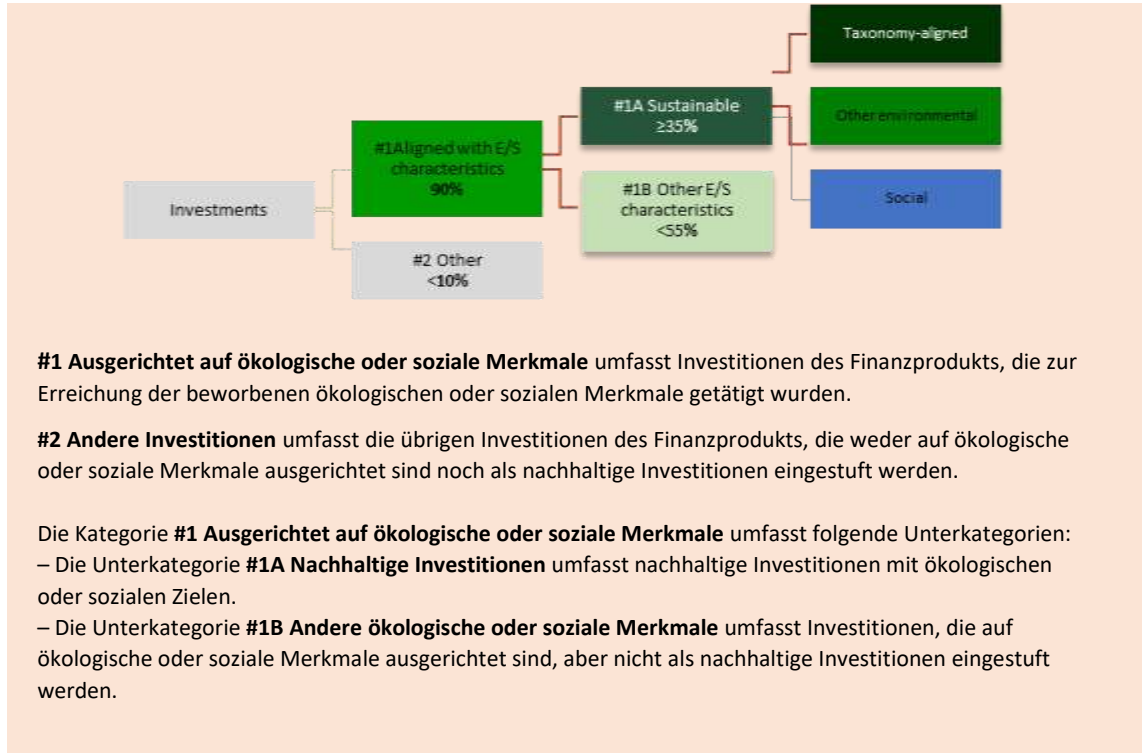 Taxonomy-aligned
#1A Sustainable
≥35%
Other environmental
#1Aligned with E/S
characteristics
90%
#1B Other E/S
characteristics
<55%
Social
Investments
#2 Other
<10%
#1 Ausgerichtet auf ökologische oder soziale Merkmale umfasst Investitionen des Finanzprodukts, die zur
Erreichung der beworbenen ökologischen oder sozialen Merkmale getätigt wurden.
#2 Andere Investitionen umfasst die übrigen Investitionen des Finanzprodukts, die weder auf ökologische
oder soziale Merkmale ausgerichtet sind noch als nachhaltige Investitionen eingestuft werden.
Die Kategorie #1 Ausgerichtet auf ökologische oder soziale Merkmale umfasst folgende Unterkategorien:
– Die Unterkategorie #1A Nachhaltige Investitionen umfasst nachhaltige Investitionen mit ökologischen
oder sozialen Zielen.
– Die Unterkategorie #1B Andere ökologische oder soziale Merkmale umfasst Investitionen, die auf
ökologische oder soziale Merkmale ausgerichtet sind, aber nicht als nachhaltige Investitionen eingestuft
werden.